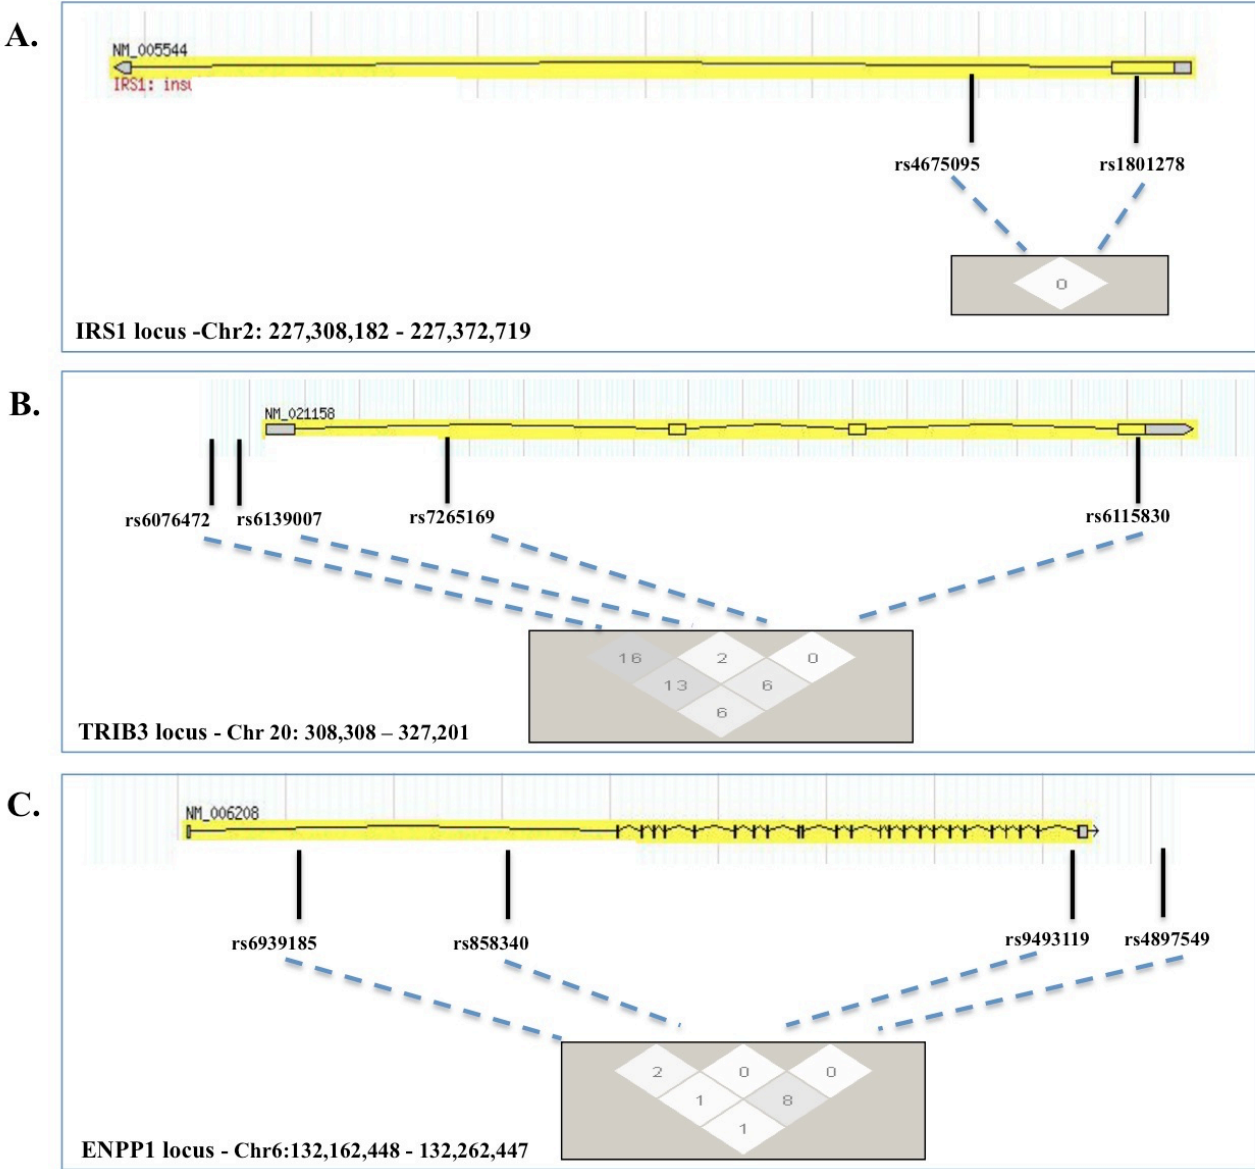 A.
NM_005544
IRS1: insu
rs4675095 rs1801278
0
IRS1 locus -Chr2: 227,308,182 - 227,372,719
B.
NM_021158
rs6076472 rs6139007 rs7265169 rs6115830
16 2 0
13 6
6
TRIB3 locus - Chr 20: 308,308 – 327,201
C.
NM_006208
rs6939185 rs858340 rs9493119 rs4897549
2 0 0
1 8
1
ENPP1 locus - Chr6:132,162,448 - 132,262,447